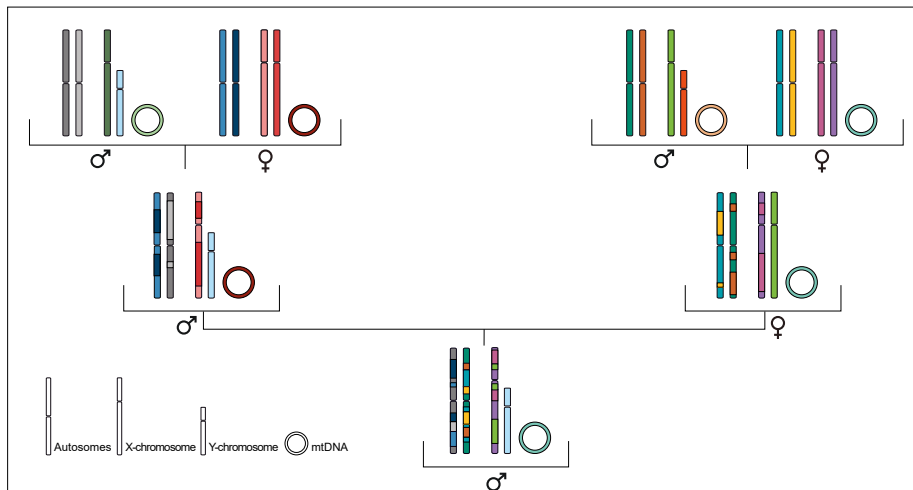 ♂
♀
♂
♀
♂
♀
Autosomes
X-chromosome
Y-chromosome
mtDNA
♂